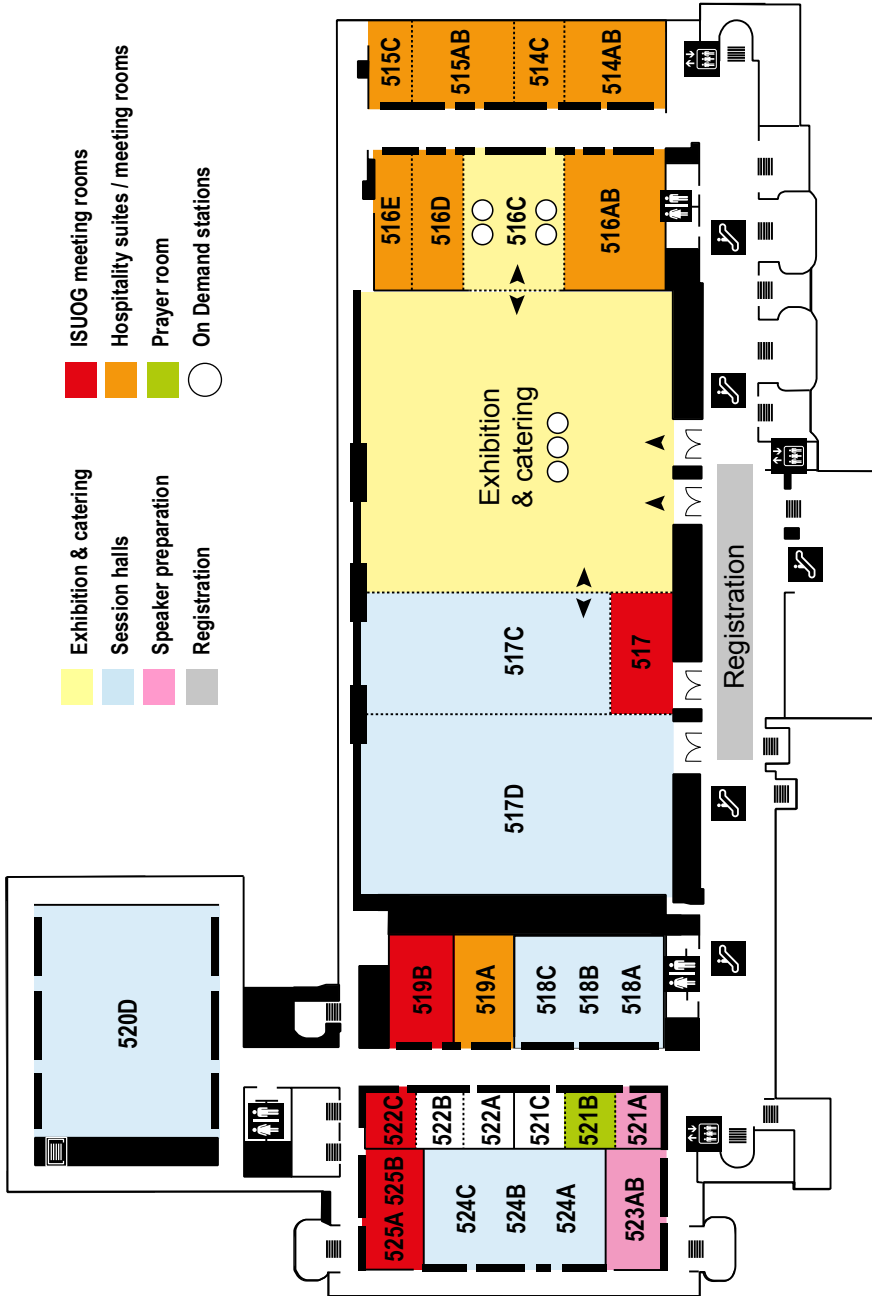 Exhibition & catering
Session halls
Speaker preparation
Registration
ISUOG meeting rooms
Hospitality suites / meeting rooms
Prayer room
On Demand stations
520D
525A 525B
522C
519B
522B
524C
522A
519A
524B
521C
518C
524A
521B
518B
523AB
521A
518A
517D
517C
517
Exhibition
& catering
516E
516D
516C
516AB
515C
515AB
514C
514AB
Registration